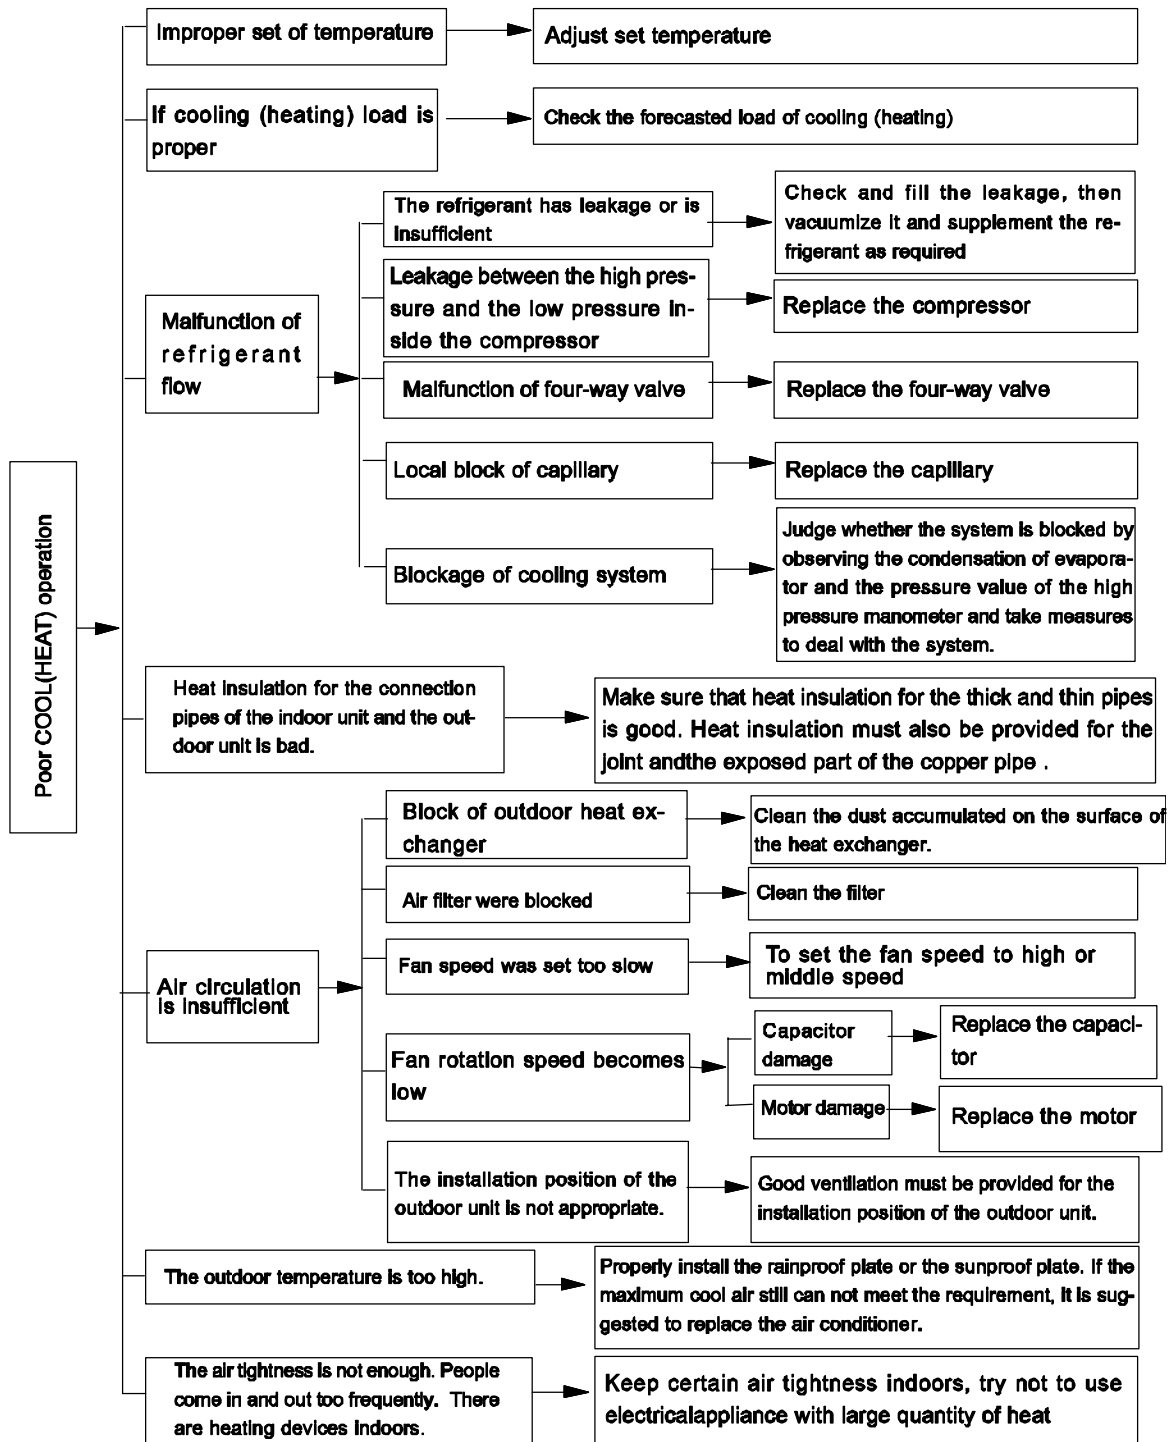 Improper set of temperature
Adjust set temperature
If cooling (heating) load is
proper
Check the forecasted load of cooling (heating)
The refrigerant has leakage or is
insufficient
Check and fill the leakage, then
vacuumize it and supplement the re-
frigerant as required
Leakage between the high pres-
sure and the low pressure in-
side the compressor
Replace the compressor
Malfunction of
refrigerant
flow
Malfunction of four-way valve
Replace the four-way valve
Local block of capillary
Replace the capillary
Blockage of cooling system
Judge whether the system is blocked by
observing the condensation of evapora-
tor and the pressure value of the high
pressure manometer and take measures
to deal with the system.
Poor COOL(HEAT) operation
Heat insulation for the connection
pipes of the indoor unit and the out-
door unit is bad.
Make sure that heat insulation for the thick and thin pipes
is good. Heat insulation must also be provided for the
joint andthe exposed part of the copper pipe .
Block of outdoor heat ex-
changer
Clean the dust accumulated on the surface of
the heat exchanger.
Air filter were blocked
Clean the filter
Air circulation
is insufficient
Fan speed was set too slow
To set the fan speed to high or
middle speed
Fan rotation speed becomes
low
Capacitor
damage
Replace the capaci-
tor
Motor damage
Replace the motor
The installation position of the
outdoor unit is not appropriate.
Good ventilation must be provided for the
installation position of the outdoor unit.
The outdoor temperature is too high.
Properly install the rainproof plate or the sunproof plate. If the
maximum cool air still can not meet the requirement, it is sug-
gested to replace the air conditioner.
The air tightness is not enough. People
come in and out too frequently. There
are heating devices indoors.
Keep certain air tightness indoors, try not to use
electricalappliance with large quantity of heat